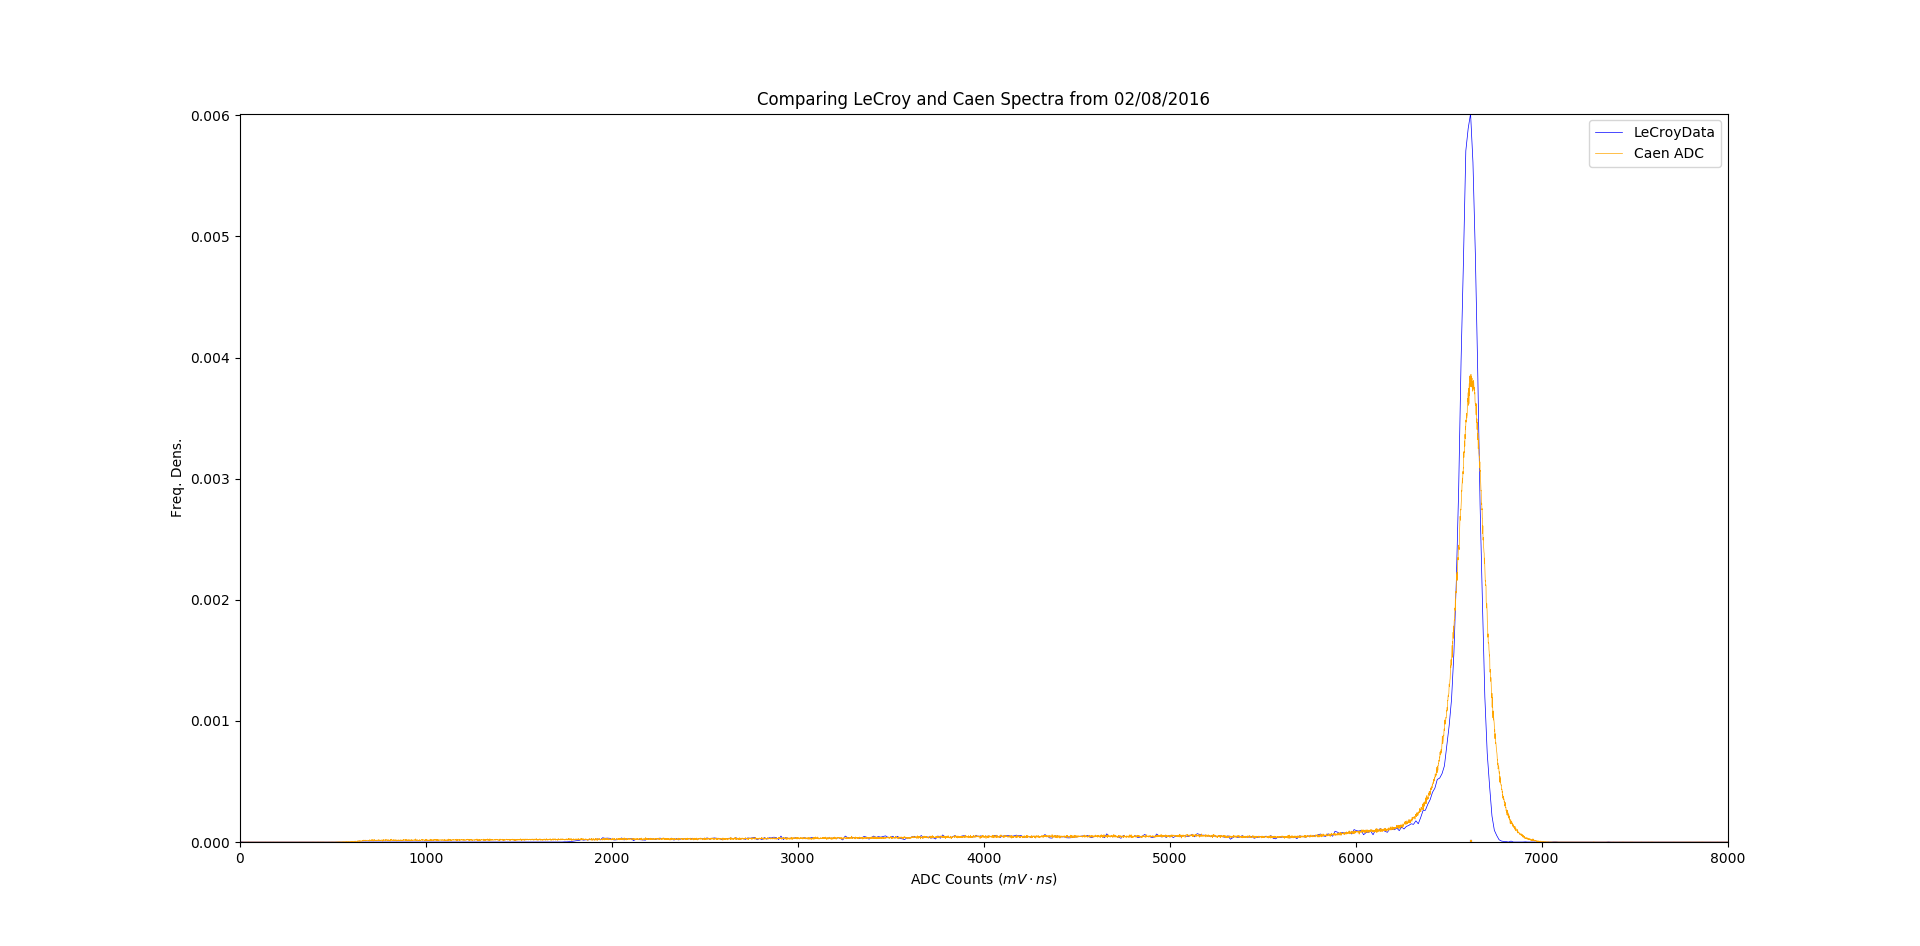 Comparing LeCroy and Caen Spectra from 02/08/2016
LeCroyData
Caen ADC
Freq. Dens.
0.006
0.005
0.004
0.003
0.002
0.001
0.000
0 1000 2000 3000 4000 5000 6000 7000 8000
ADC Counts (mV · ns)